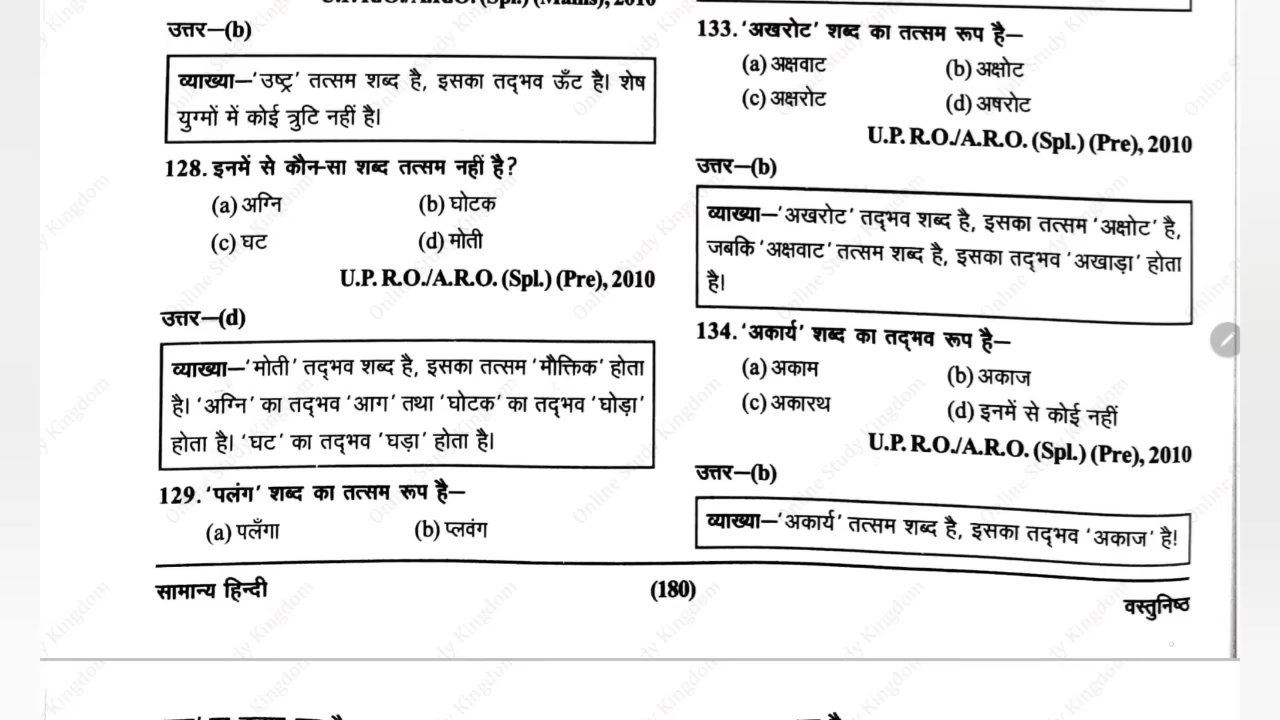 उत्तर—(b)
व्याख्या—‘उष्ट्र’ तत्सम शब्द है, इसका तद्भव ऊँट है। शेष
युग्मों में कोई त्रुटि नहीं है।
128. इनमें से कौन-सा शब्द तत्सम नहीं है?
(a) अग्नि (b) घोटक
(c) घट (d) मोती
U.P. R.O./A.R.O. (Spl.) (Pre), 2010
उत्तर—(d)
व्याख्या—‘मोती’ तद्भव शब्द है, इसका तत्सम ‘मौक्तिक’ होता
है। ‘अग्नि’ का तद्भव ‘आग’ तथा ‘घोटक’ का तद्भव ‘घोड़ा’
होता है। ‘घट’ का तद्भव ‘घड़ा’ होता है।
129. ‘पलंग’ शब्द का तत्सम रूप है—
(a) पलँगा (b) प्लवंग
133. ‘अखरोट’ शब्द का तत्सम रूप है—
(a) अक्षवाट (b) अक्षोट
(c) अक्षरोट (d) अषरोट
U.P. R.O./A.R.O. (Spl.) (Pre), 2010
उत्तर—(b)
व्याख्या—‘अखरोट’ तद्भव शब्द है, इसका तत्सम ‘अक्षोट’ है,
जबकि ‘अक्षवाट’ तत्सम शब्द है, इसका तद्भव ‘अखाड़ा’ होता
है।
134. ‘अकार्य’ शब्द का तद्भव रूप है—
(a) अकाम (b) अकाज
(c) अकारथ (d) इनमें से कोई नहीं
U.P. R.O./A.R.O. (Spl.) (Pre), 2010
उत्तर—(b)
व्याख्या—‘अकार्य’ तत्सम शब्द है, इसका तद्भव ‘अकाज’ है!
सामान्य हिन्दी (180) वस्तुनिष्ठ